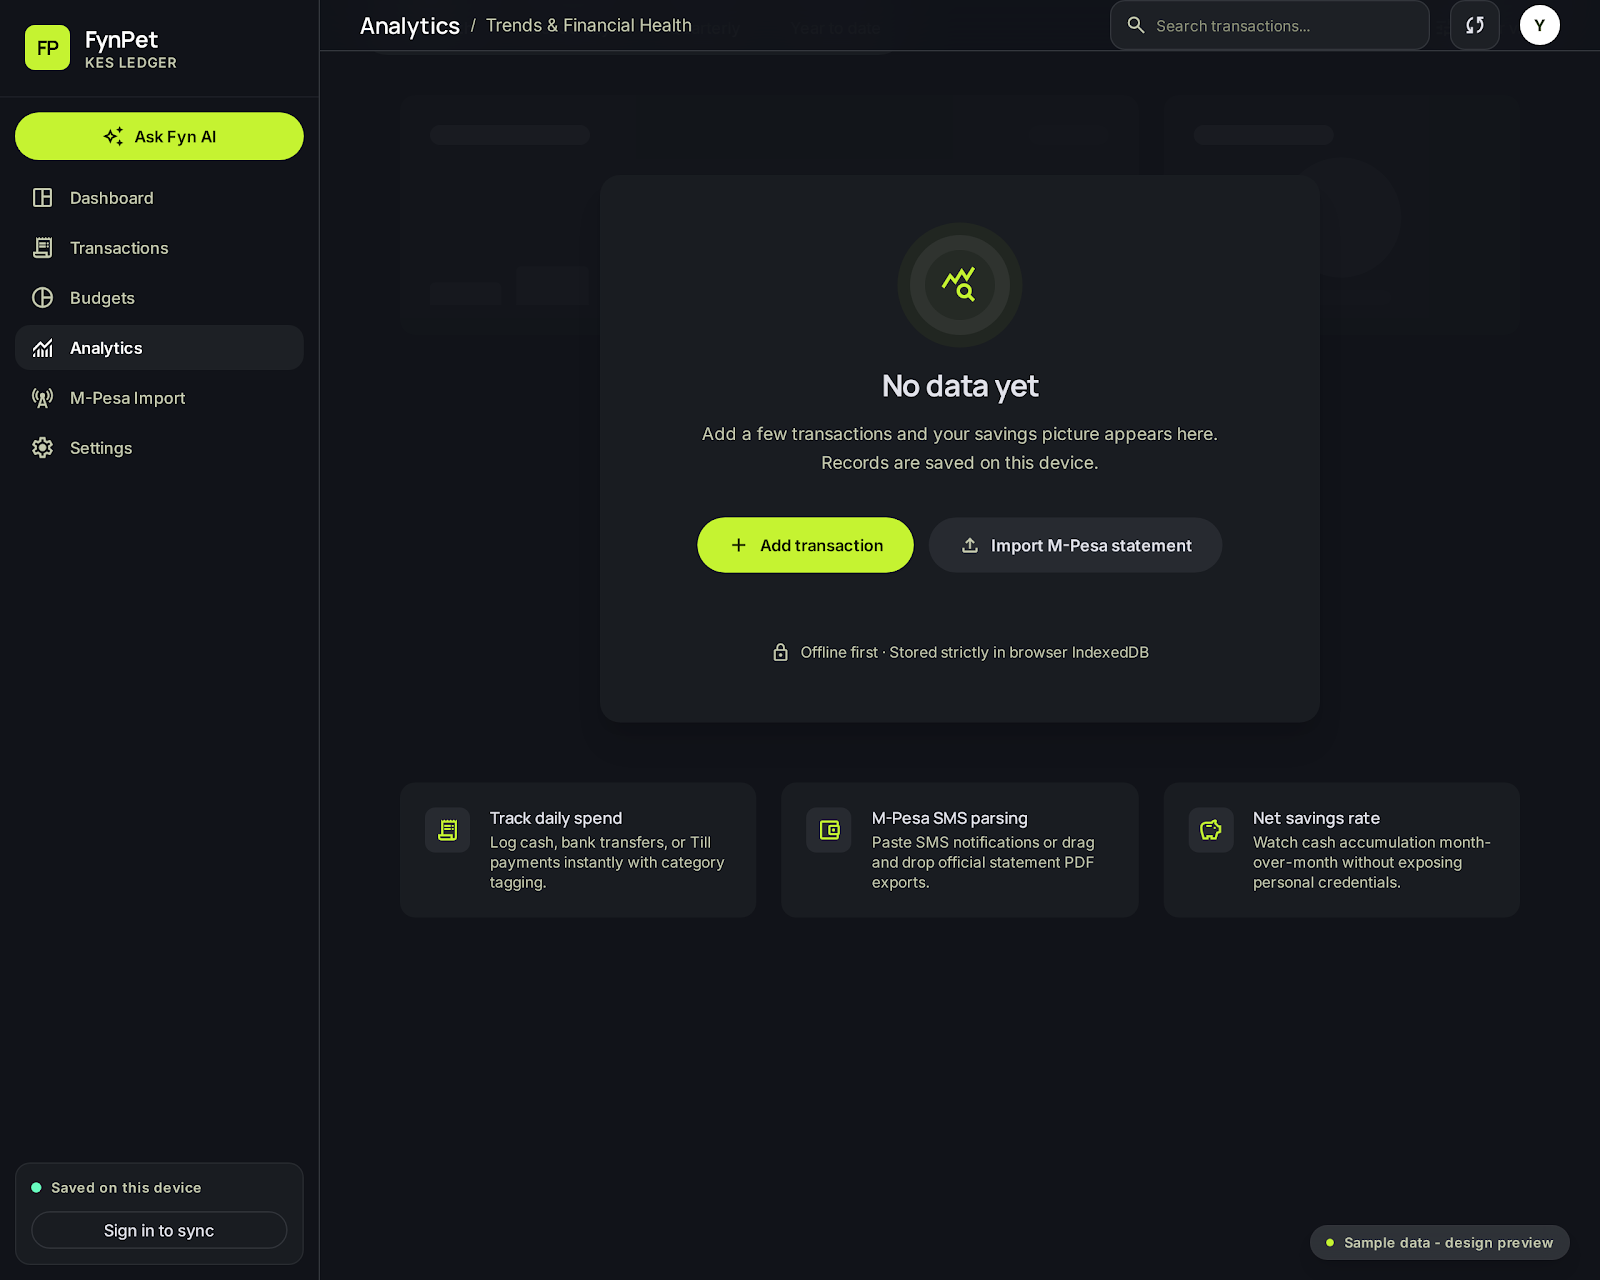 FP
FynPet
KES LEDGER
Ask Fyn AI
Dashboard
Transactions
Budgets
Analytics
M-Pesa Import
Settings
Saved on this device
Sign in to sync
Analytics / Trends & Financial Health
Year to date
Search transactions...
Y
No data yet
Add a few transactions and your savings picture appears here.
Records are saved on this device.
Add transaction
Import M-Pesa statement
Offline first · Stored strictly in browser IndexedDB
Track daily spend
Log cash, bank transfers, or Till
payments instantly with category
tagging.
M-Pesa SMS parsing
Paste SMS notifications or drag
and drop official statement PDF
exports.
Net savings rate
Watch cash accumulation month-
over-month without exposing
personal credentials.
Sample data - design preview